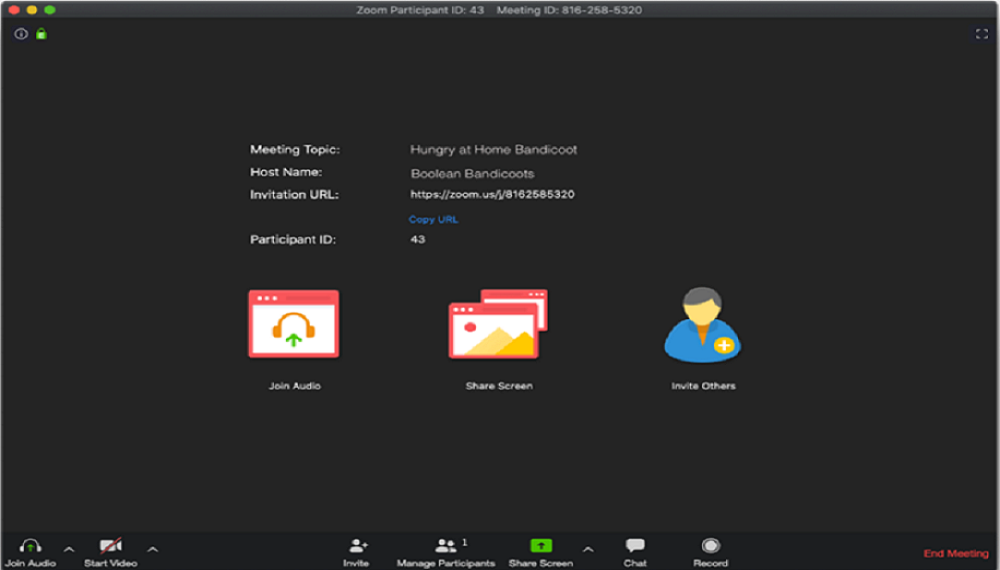 Zoom Participant ID: 43 Meeting ID: 816-258-5320
Meeting Topic: Hungry at Home Bandicoot
Host Name: Boolean Bandicoots
Invitation URL: https://zoom.us/j/8162585320
Copy URL
Participant ID: 43
Join Audio Share Screen Invite Others
1
Join Audio Start Video Invite Manage Participants Share Screen Chat Record End Meeting